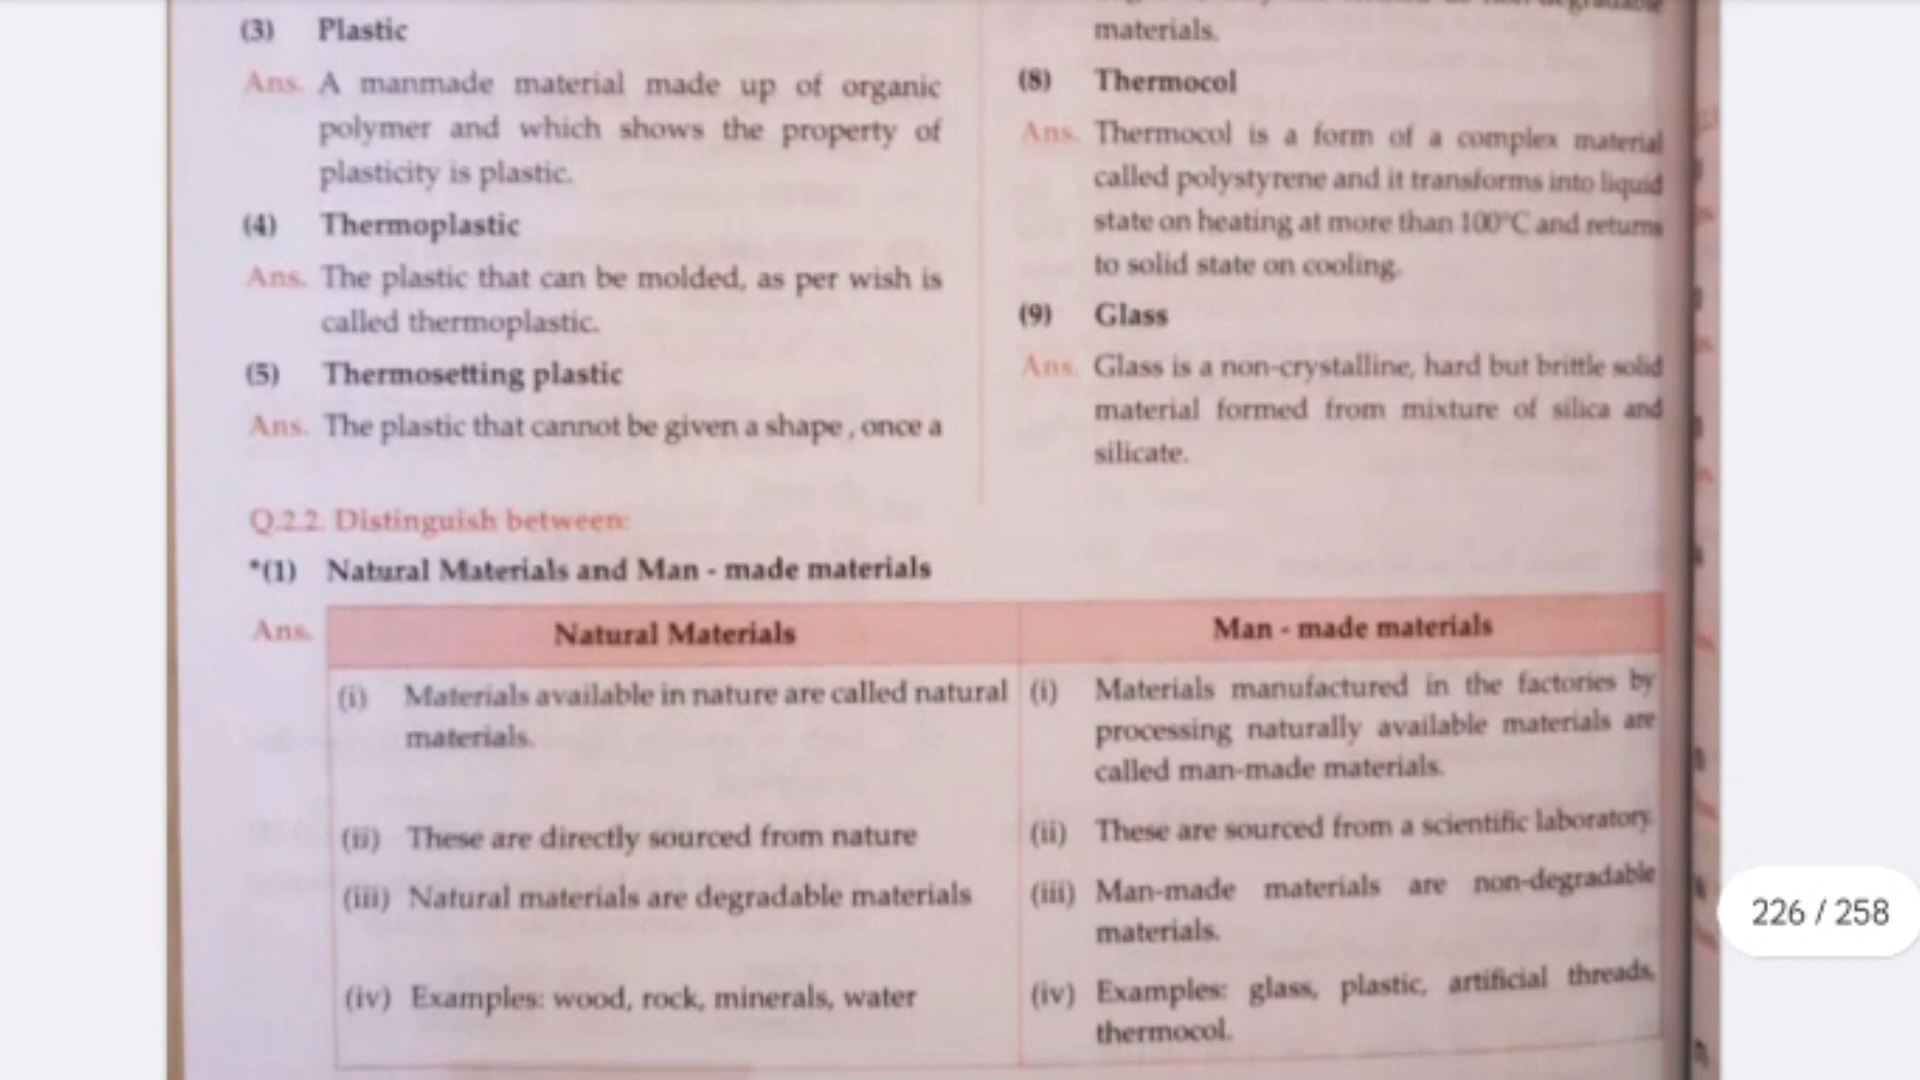 (3) Plastic
Ans. A manmade material made up of organic
polymer and which shows the property of
plasticity is plastic.
(4) Thermoplastic
Ans. The plastic that can be molded, as per wish is
called thermoplastic.
(5) Thermosetting plastic
Ans. The plastic that cannot be given a shape, once a
materials.
(8) Thermocol
Ans. Thermocol is a form of a complex material
called polystyrene and it transforms into liquid
state on heating at more than 100°C and returns
to solid state on cooling.
(9) Glass
Ans. Glass is a non-crystalline, hard but brittle solid
material formed from mixture of silica and
silicate.
Q.2.2. Distinguish between:
*(1) Natural Materials and Man - made materials
Ans.
Natural Materials
(i) Materials available in nature are called natural
materials.
(ii) These are directly sourced from nature
(iii) Natural materials are degradable materials
(iv) Examples: wood, rock, minerals, water
Man - made materials
(i) Materials manufactured in the factories by
processing naturally available materials are
called man-made materials.
(ii) These are sourced from a scientific laboratory.
(iii) Man-made materials are non-degradable
materials.
(iv) Examples: glass, plastic, artificial threads,
thermocol.
226 / 258